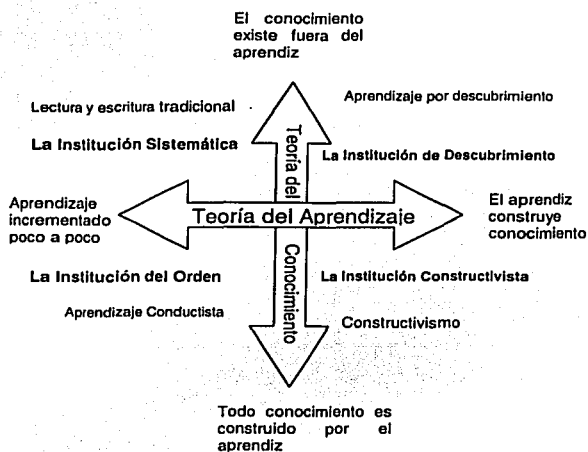 El conocimiento
existe fuera del
aprendiz
Lectura y escritura tradicional
Aprendizaje por descubrimiento
La Institución Sistemática
La Institución de Descubrimiento
Teoría del
Aprendizaje
incrementado
poco a poco
Teoría del Aprendizaje
El aprendiz
construye
conocimiento
Conocimiento
La Institución del Orden
La Institución Constructivista
Aprendizaje Conductista
Constructivismo
Todo conocimiento es
construido por el
aprendiz